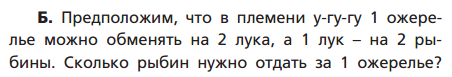 Б. Предположим, что в племени у-гу-гу 1 ожере-
лье можно обменять на 2 лука, а 1 лук – на 2 ры-
бины. Сколько рыбин нужно отдать за 1 ожерелье?